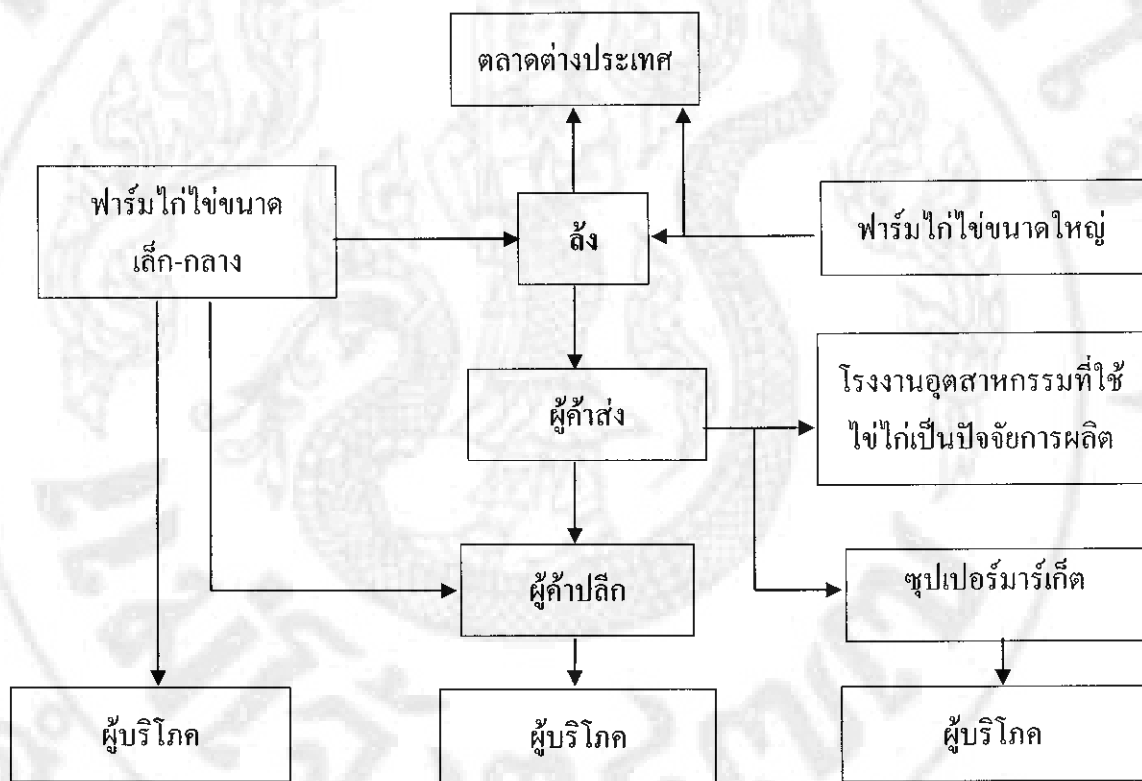 ตลาดต่างประเทศ
ฟาร์มไก่ไข่ขนาด
เล็ก-กลาง
ล้ง
ฟาร์มไก่ไข่ขนาดใหญ่
ผู้ค้าส่ง
โรงงานอุตสาหกรรมที่ใช้
ไข่ไก่เป็นปัจจัยการผลิต
ผู้ค้าปลีก
ซุปเปอร์มาร์เก็ต
ผู้บริโภค
ผู้บริโภค
ผู้บริโภค